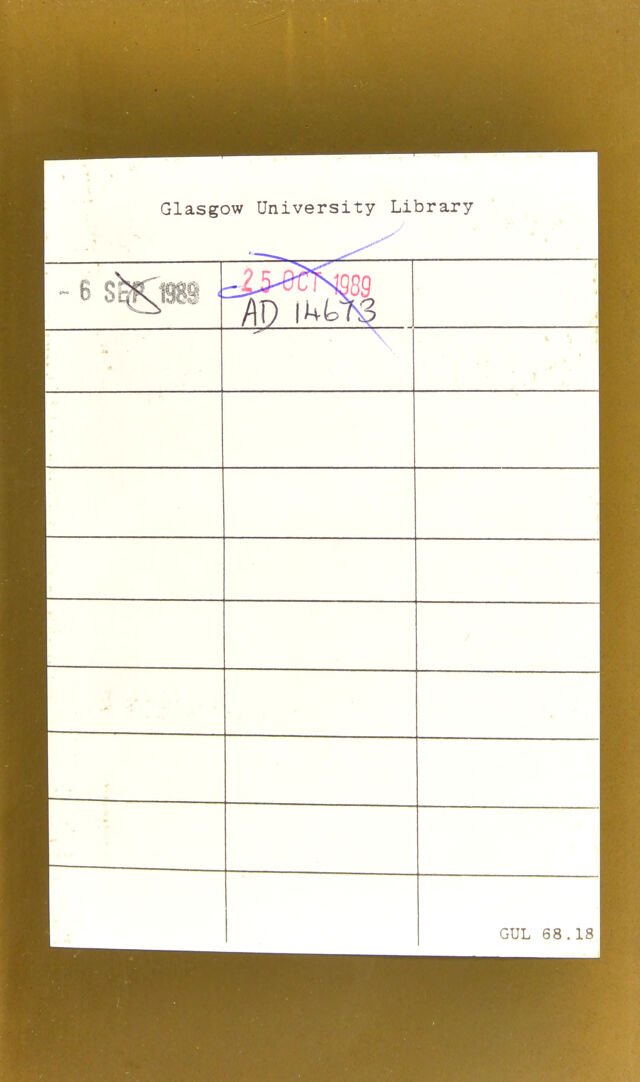 Glasgow University Library
- 6 SEP 1989
25 OCT 1989
AD 14673
GUL 68.18